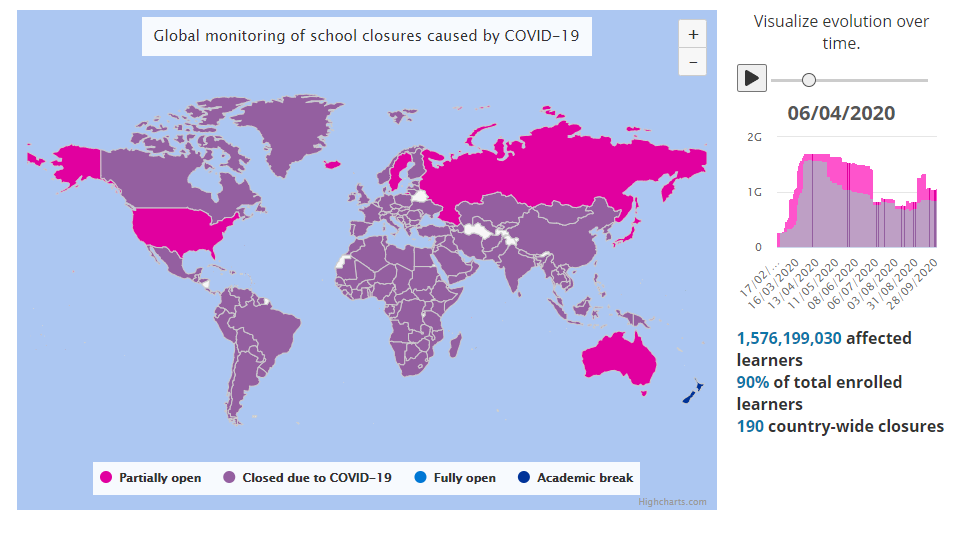 Global monitoring of school closures caused by COVID-19
+
−
Partially open
Closed due to COVID-19
Fully open
Academic break
Highcharts.com
Visualize evolution over
time.
06/04/2020
2G
1G
0
17/02/…
16/03/2020
13/04/2020
11/05/2020
08/06/2020
06/07/2020
03/08/2020
31/08/2020
28/09/2020
1,576,199,030 affected
learners
90% of total enrolled
learners
190 country-wide closures